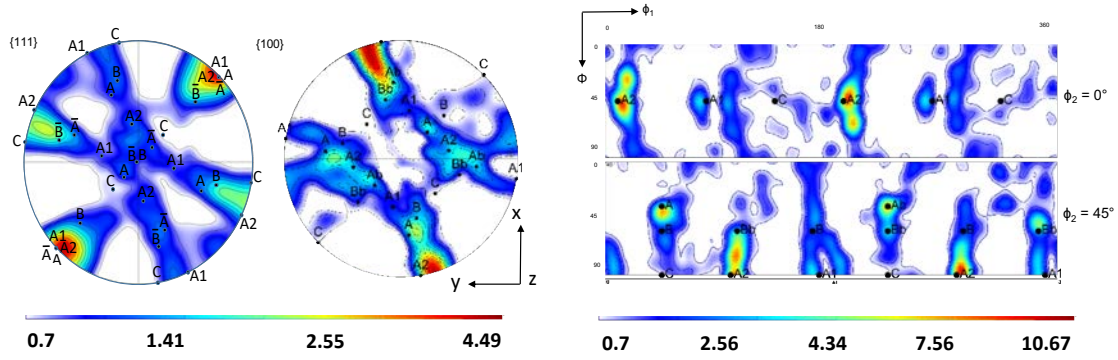 {111}
C
A1
A1
A2
A
Ā
B̄
B
A
A2
A2
C
B̄
Ā
A1
B̄
B
Ā
C
A1
A
C
A2
A
B
C
A2
B
Ā
B̄
A1
A2
Ā
A
C
A1
{100}
C
Ab
Bb
A1
C
B
A
A
B
A2
A2
Bb
Ab
Bb
Ab
A1
C
A1
B
A
C
A2
x
y
z
0.7
1.41
2.55
4.49
ϕ1
Φ
0
180
360
0
45
90
A2
A1
C
A2
A1
C
ϕ2 = 0°
0
45
90
A
B
C
Bb
A2
A1
B
C
Bb
A2
Bb
A1
ϕ2 = 45°
0.7
2.56
4.34
7.56
10.67